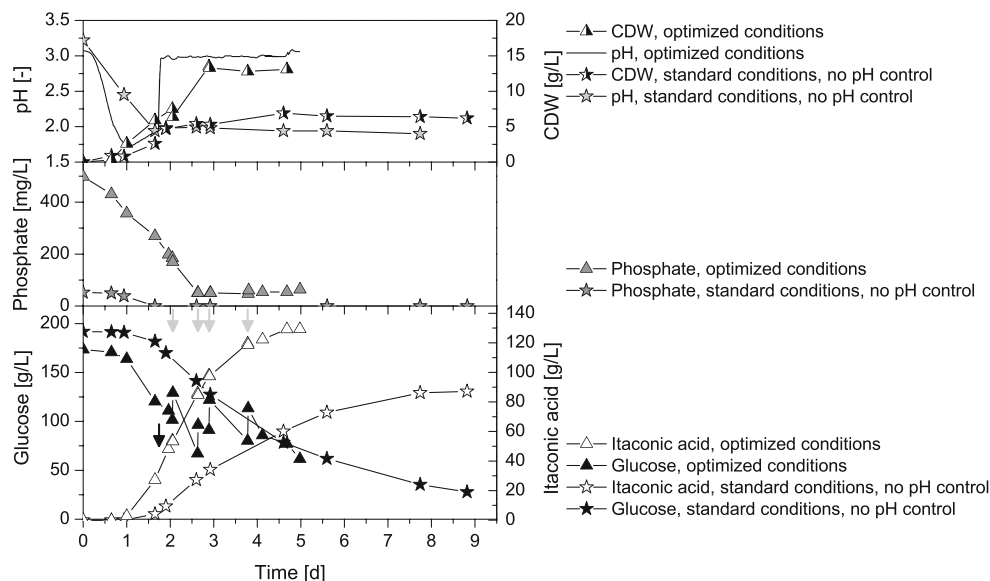 3.5
3.0
2.5
2.0
1.5
pH [-]
20
15
10
5
0
CDW [g/L]
CDW, optimized conditions
pH, optimized conditions
CDW, standard conditions, no pH control
pH, standard conditions, no pH control
400
200
0
Phosphate [mg/L]
Phosphate, optimized conditions
Phosphate, standard conditions, no pH control
200
150
100
50
0
Glucose [g/L]
140
120
100
80
60
40
20
0
Itaconic acid [g/L]
Itaconic acid, optimized conditions
Glucose, optimized conditions
Itaconic acid, standard conditions, no pH control
Glucose, standard conditions, no pH control
0 1 2 3 4 5 6 7 8 9
Time [d]